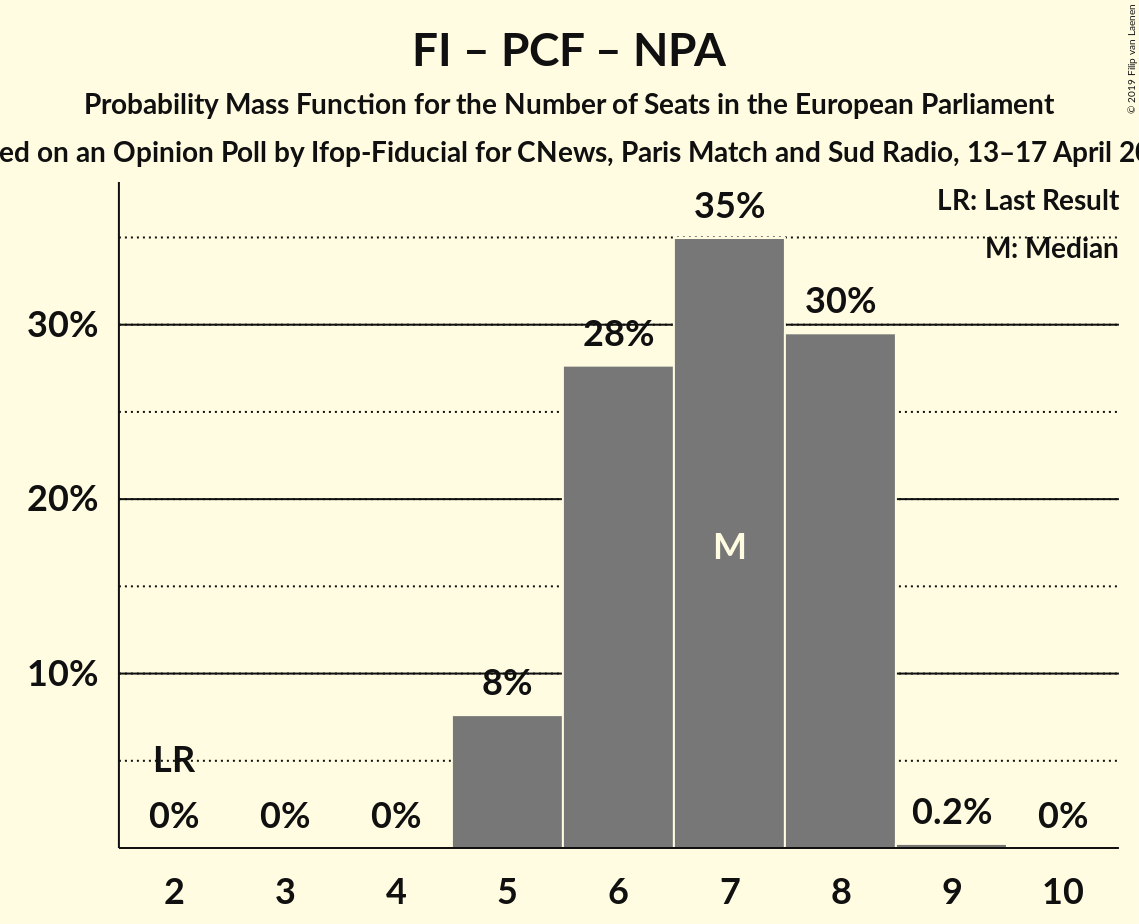 FI – PCF – NPA
Probability Mass Function for the Number of Seats in the European Parliament
ed on an Opinion Poll by Ifop-Fiducial for CNews, Paris Match and Sud Radio, 13–17 April 20
© 2019 Filip van Laenen
LR: Last Result
M: Median
35%
30%
28%
8%
0.2%
0%
0%
0%
0%
LR
M
30%
20%
10%
2 3 4 5 6 7 8 9 10